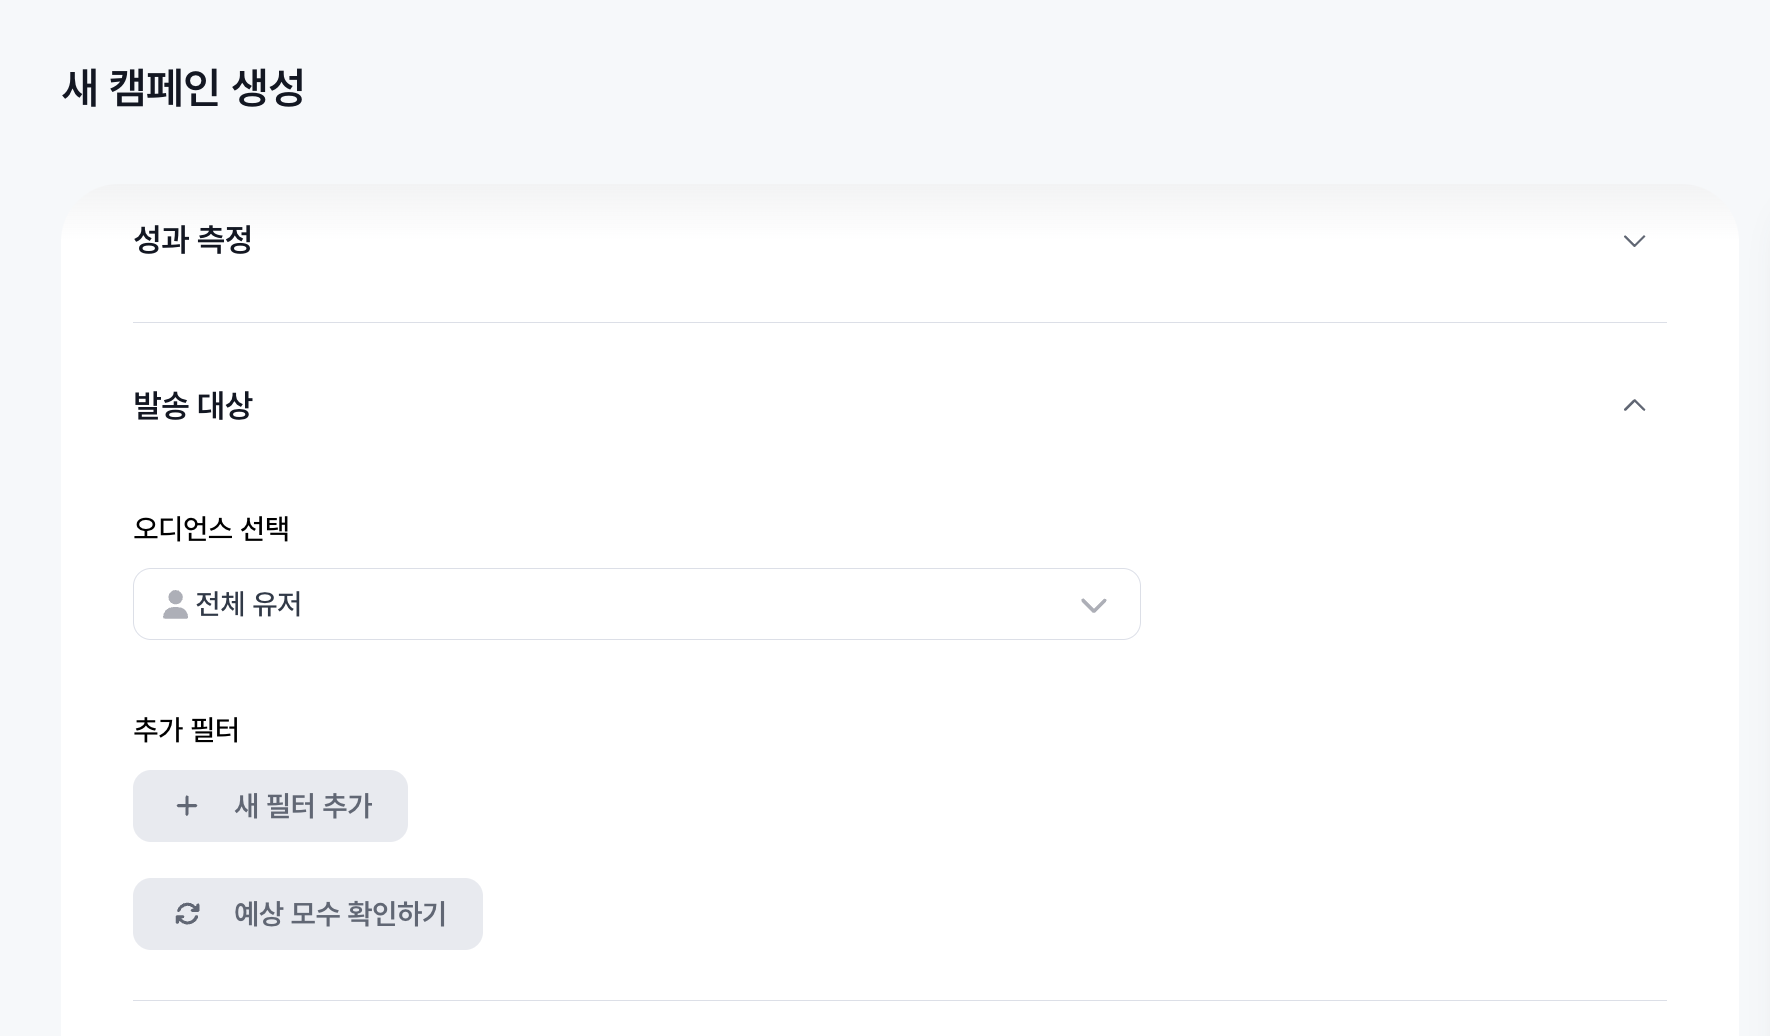 새 캠페인 생성
성과 측정
발송 대상
오디언스 선택
전체 유저
추가 필터
새 필터 추가
예상 모수 확인하기